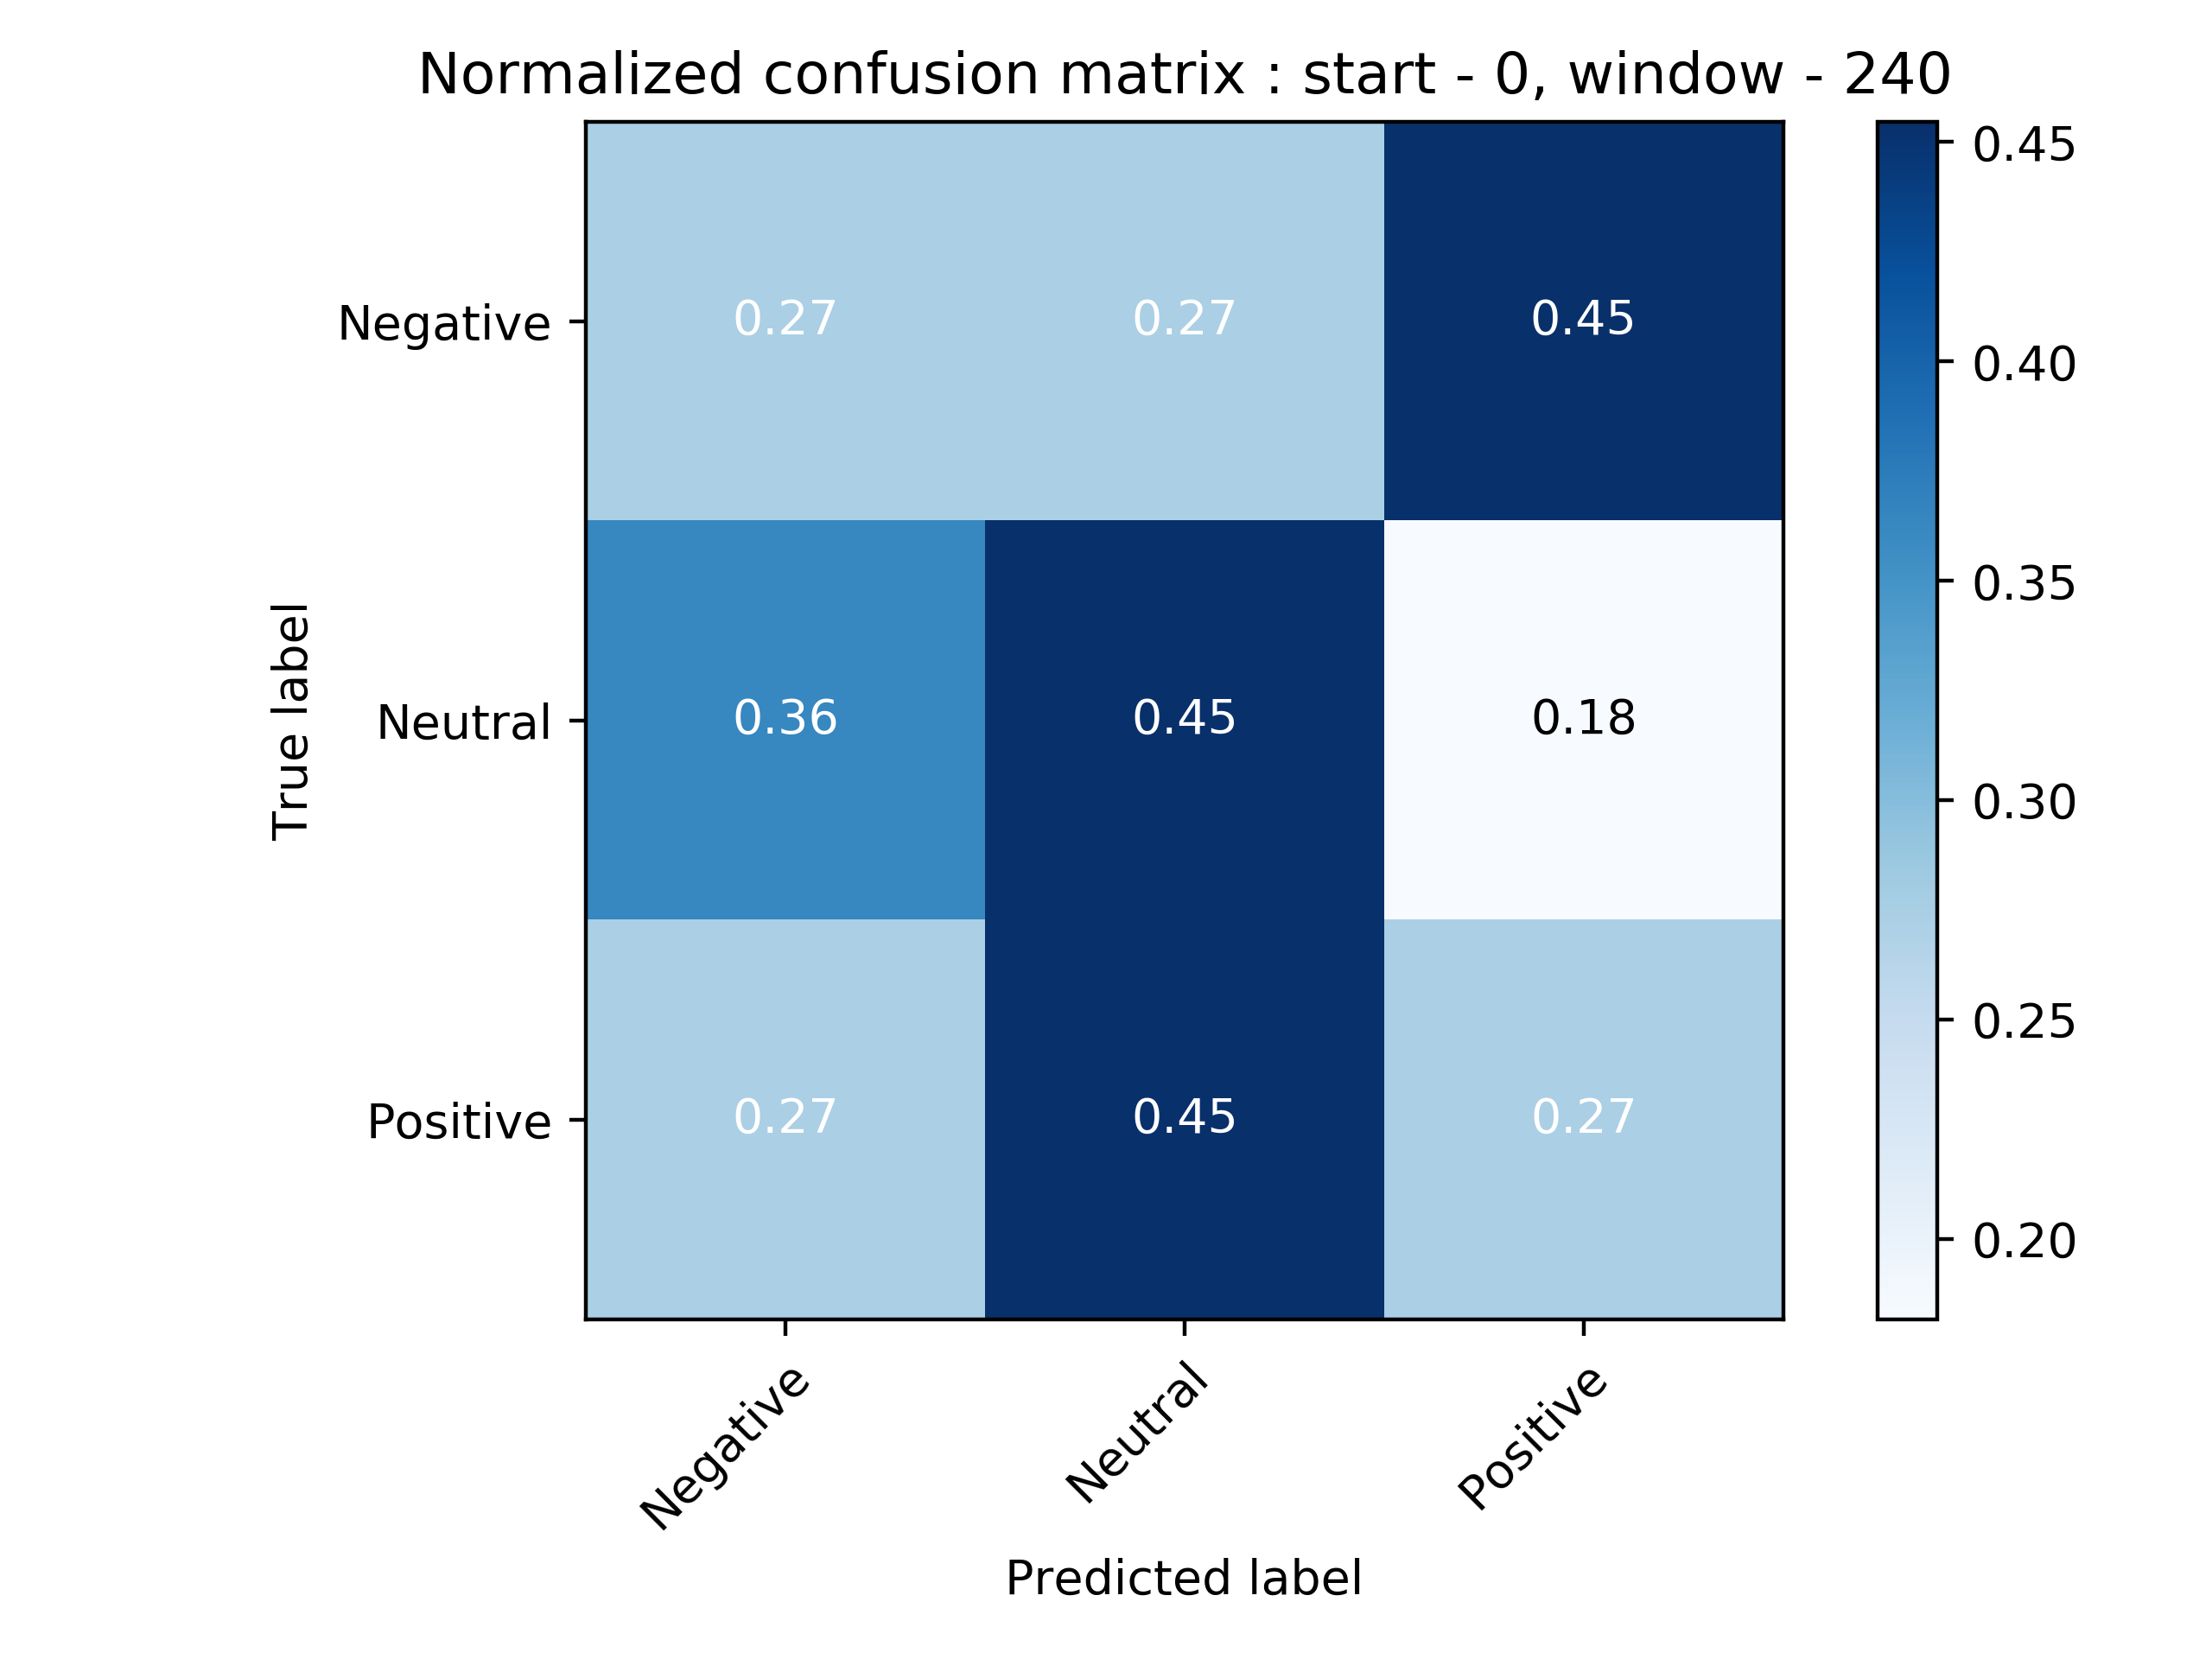 Normalized confusion matrix : start - 0, window - 240
True label
Negative
0.27 0.27 0.45
Neutral
0.36 0.45 0.18
Positive
0.27 0.45 0.27
Negative
Neutral
Positive
Predicted label
0.45
0.40
0.35
0.30
0.25
0.20